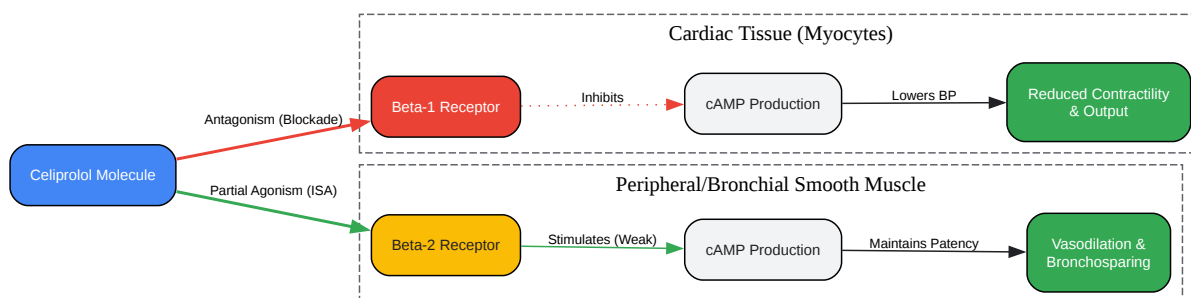 Cardiac Tissue (Myocytes)
Beta-1 Receptor
Inhibits
cAMP Production
Lowers BP
Reduced Contractility
& Output
Antagonism (Blockade)
Celiprolol Molecule
Partial Agonism (ISA)
Peripheral/Bronchial Smooth Muscle
Beta-2 Receptor
Stimulates (Weak)
cAMP Production
Maintains Patency
Vasodilation &
Bronchosparing